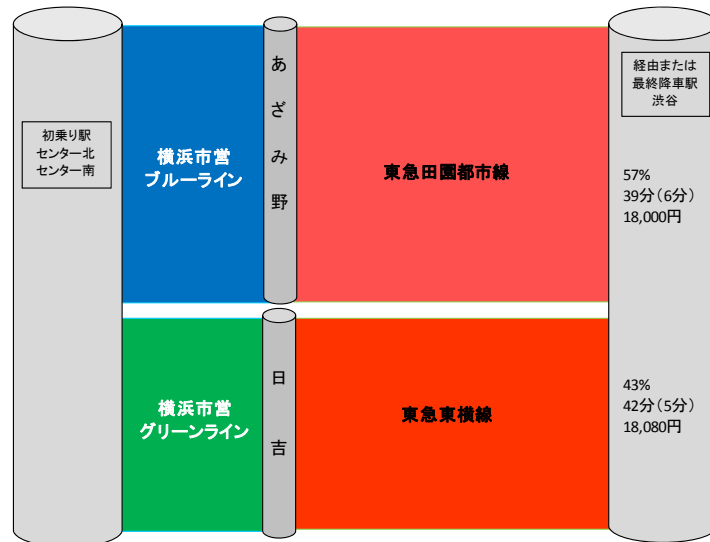 初乗り駅
センター北
センター南
横浜市営
ブルーライン
あざみ野
東急田園都市線
経由または
最終降車駅
渋谷
57%
39分(6分)
18,000円
横浜市営
グリーンライン
日吉
東急東横線
43%
42分(5分)
18,080円